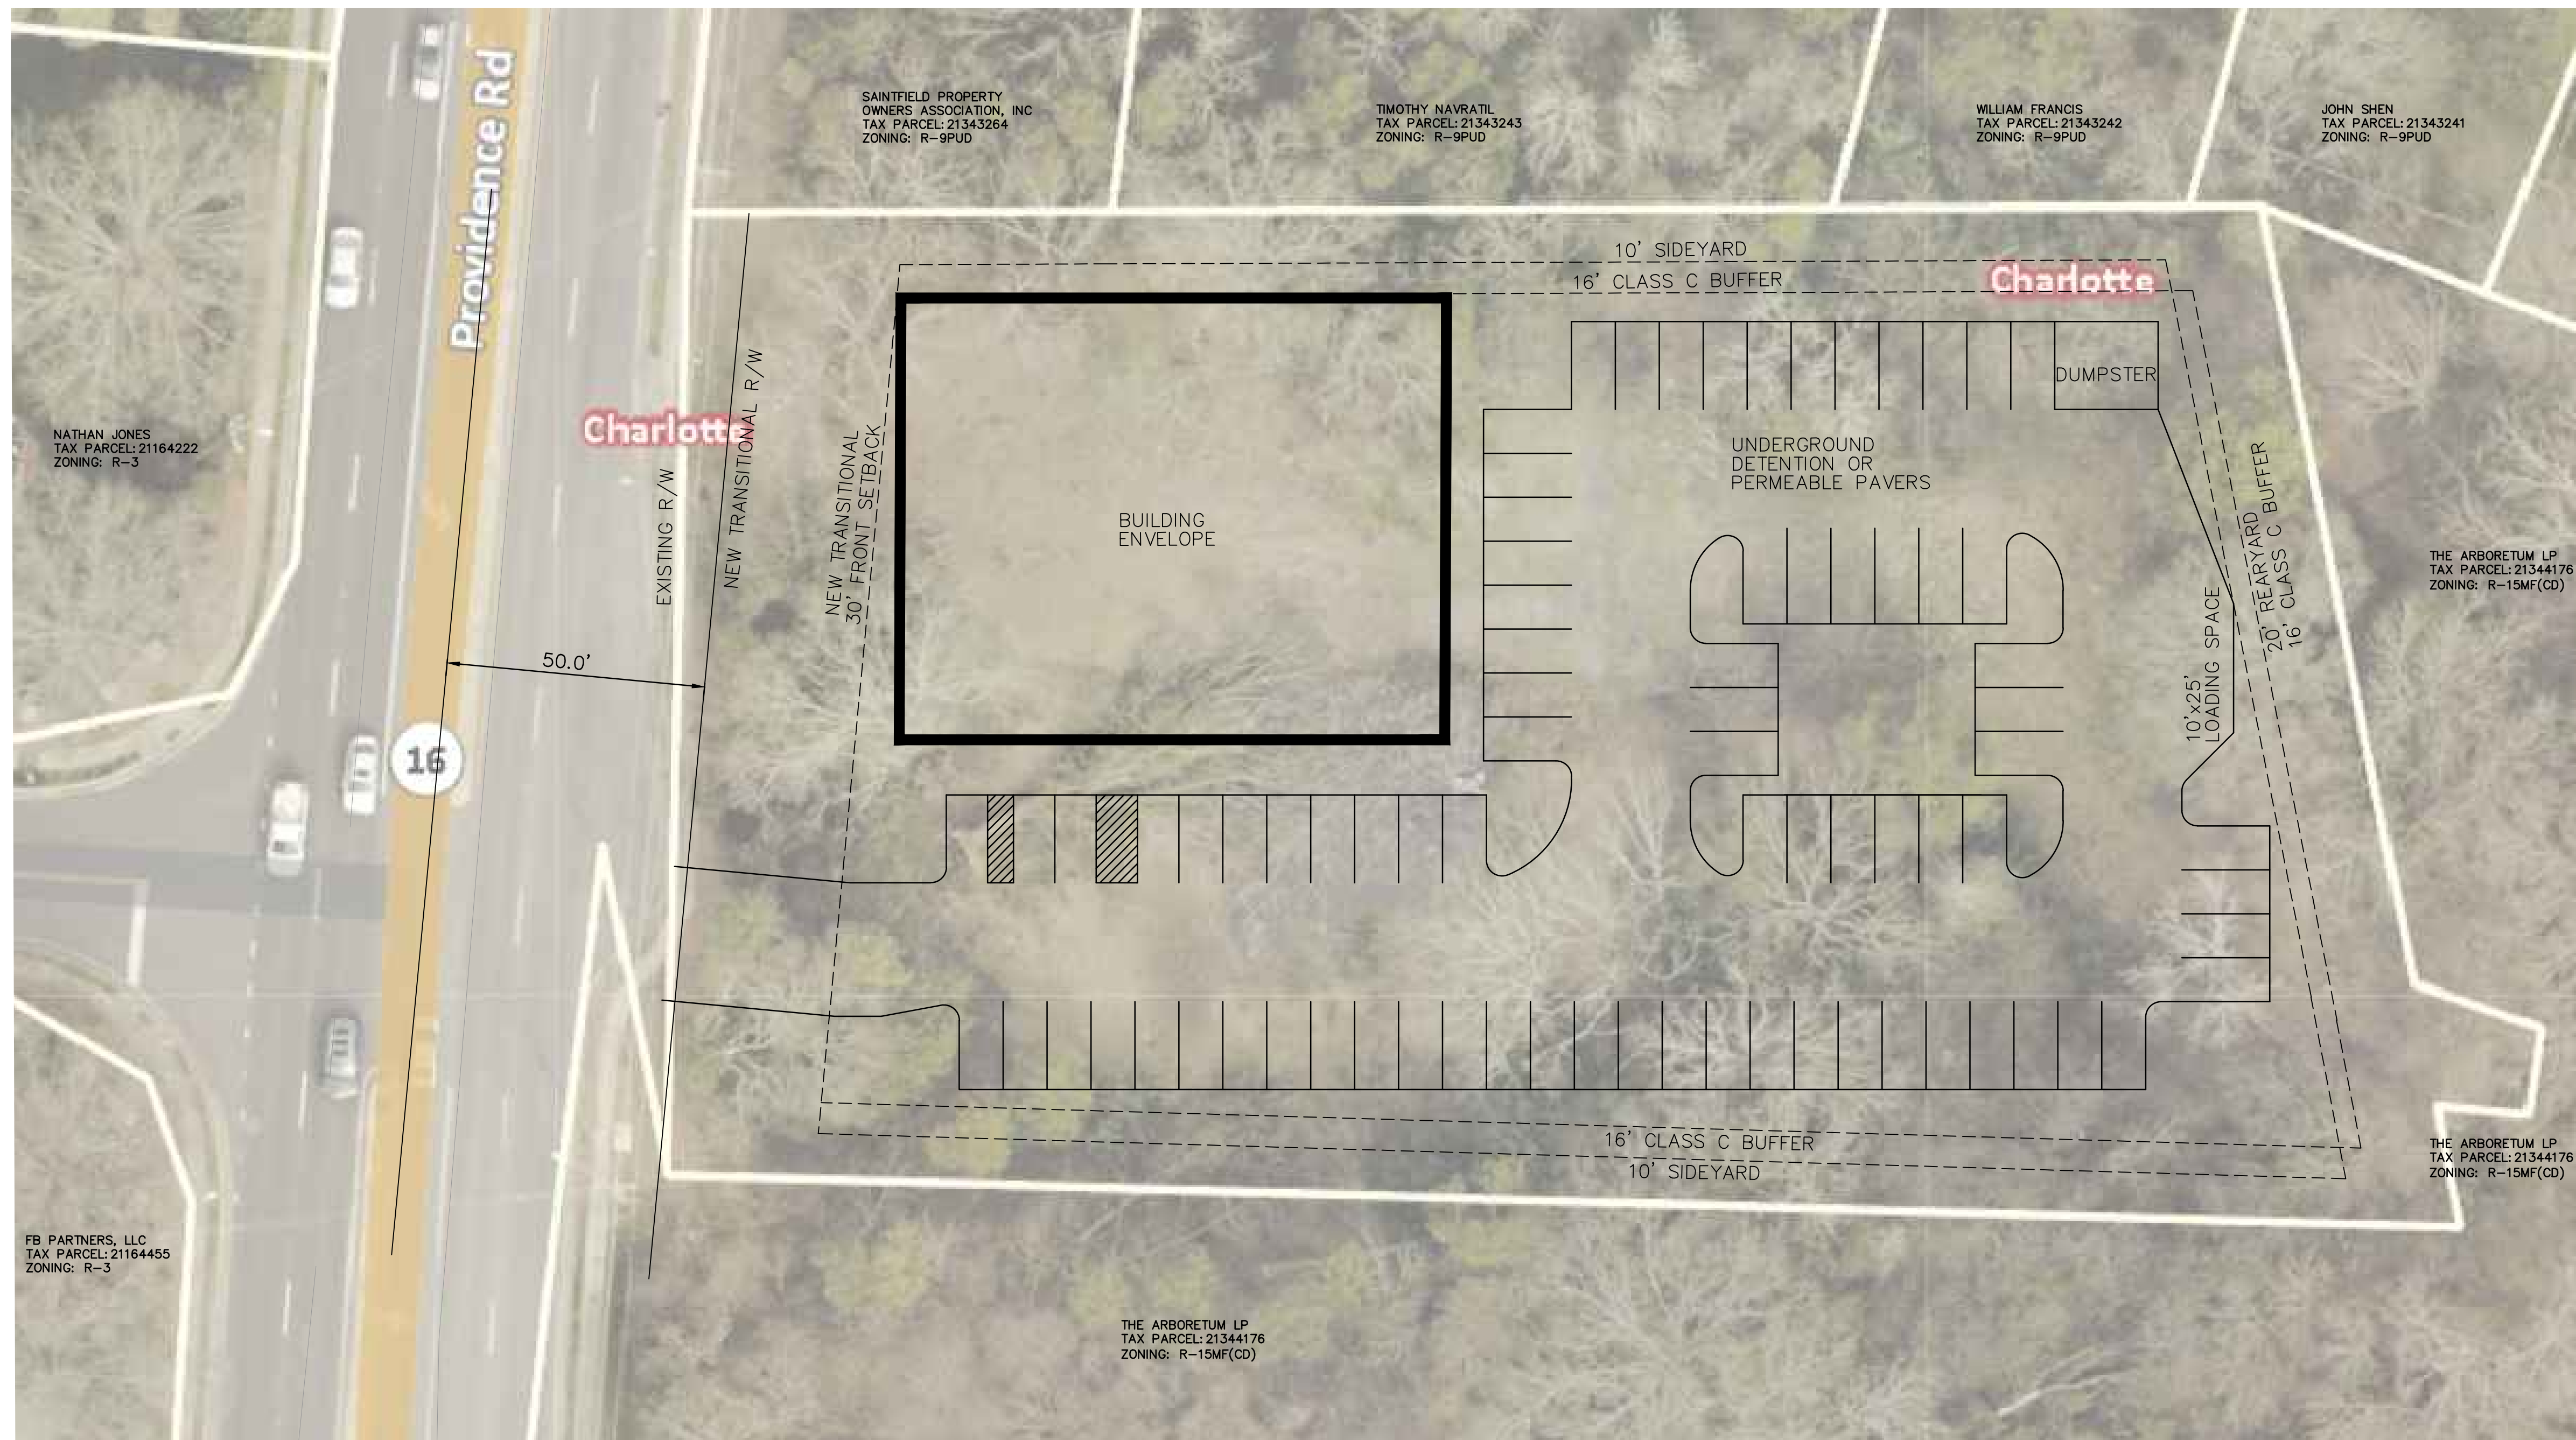 SAINTFIELD PROPERTY
OWNERS ASSOCIATION, INC
TAX PARCEL: 21343264
ZONING: R-9PUD
TIMOTHY NAVRATIL
TAX PARCEL: 21343243
ZONING: R-9PUD
WILLIAM FRANCIS
TAX PARCEL: 21343242
ZONING: R-9PUD
JOHN SHEN
TAX PARCEL: 21343241
ZONING: R-9PUD
Providence Rd
10' SIDEYARD
16' CLASS C BUFFER
Charlotte
DUMPSTER
Charlotte
NATHAN JONES
TAX PARCEL: 21164222
ZONING: R-3
EXISTING R/W
NEW TRANSITIONAL R/W
NEW TRANSITIONAL
30' FRONT SETBACK
BUILDING
ENVELOPE
UNDERGROUND
DETENTION OR
PERMEABLE PAVERS
10'x25'
LOADING SPACE
20' REARYARD
16' CLASS C BUFFER
THE ARBORETUM LP
TAX PARCEL: 21344176
ZONING: R-15MF(CD)
50.0'
16
16' CLASS C BUFFER
10' SIDEYARD
THE ARBORETUM LP
TAX PARCEL: 21344176
ZONING: R-15MF(CD)
FB PARTNERS, LLC
TAX PARCEL: 21164455
ZONING: R-3
THE ARBORETUM LP
TAX PARCEL: 21344176
ZONING: R-15MF(CD)